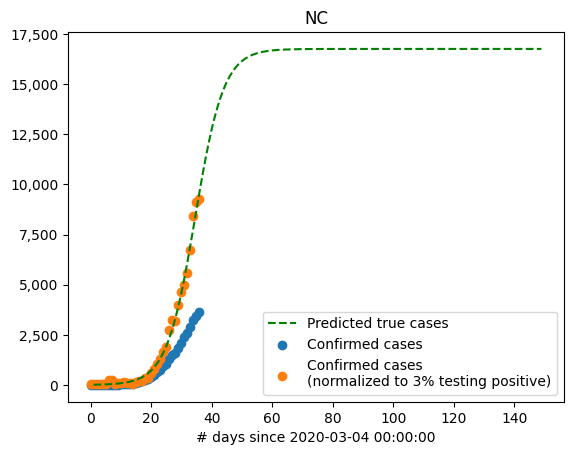 NC
17,500
15,000
12,500
10,000
7,500
5,000
2,500
0
Predicted true cases
Confirmed cases
Confirmed cases
(normalized to 3% testing positive)
0 20 40 60 80 100 120 140
# days since 2020-03-04 00:00:00